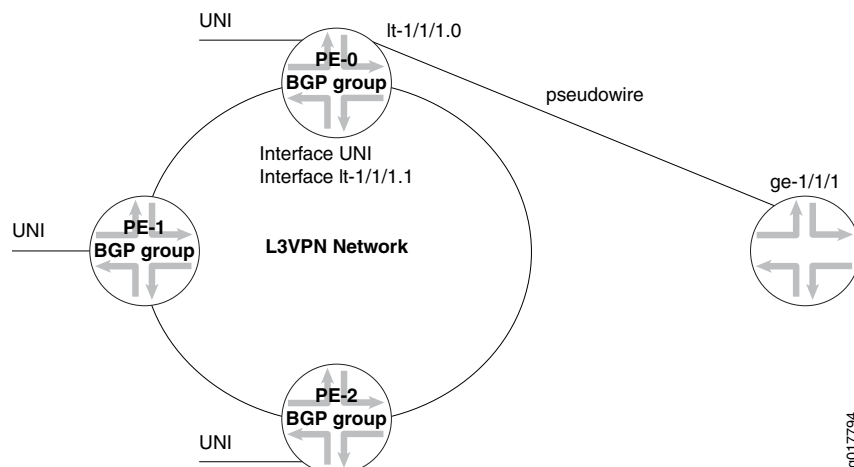 UNI
lt-1/1/1.0
PE-0
BGP group
pseudowire
Interface UNI
Interface lt-1/1/1.1
ge-1/1/1
UNI
PE-1
BGP group
L3VPN Network
PE-2
BGP group
UNI
g017794